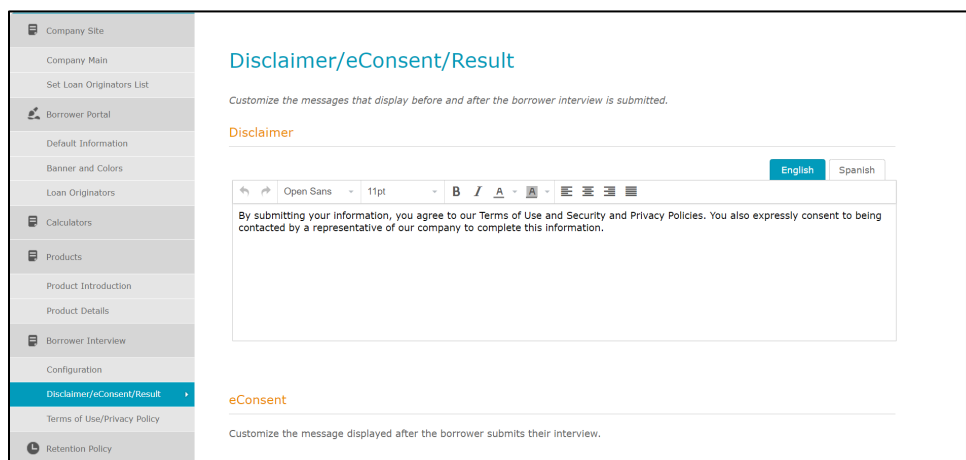 Company Site
Company Main
Set Loan Originators List
Borrower Portal
Default Information
Banner and Colors
Loan Originators
Calculators
Products
Product Introduction
Product Details
Borrower Interview
Configuration
Disclaimer/eConsent/Result
Terms of Use/Privacy Policy
Retention Policy
Disclaimer/eConsent/Result
Customize the messages that display before and after the borrower interview is submitted.
Disclaimer
English Spanish
Open Sans 11pt B I A A
By submitting your information, you agree to our Terms of Use and Security and Privacy Policies. You also expressly consent to being
contacted by a representative of our company to complete this information.
eConsent
Customize the message displayed after the borrower submits their interview.